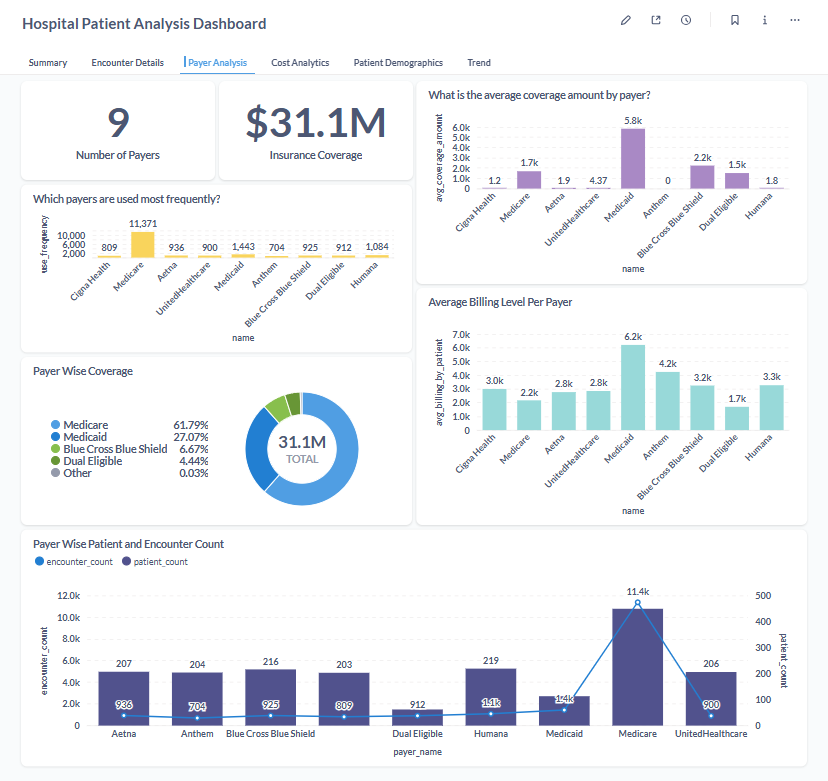 Hospital Patient Analysis Dashboard
Summary Encounter Details Payer Analysis Cost Analytics Patient Demographics Trend
9
Number of Payers
$31.1M
Insurance Coverage
What is the average coverage amount by payer?
avg_coverage_amount
6.0k
5.0k
4.0k
3.0k
2.0k
1.0k
0
1.2 1.7k 1.9 4.37 5.8k 0 2.2k 1.5k 1.8
Cigna Health Medicare Aetna UnitedHealthcare Medicaid Anthem Blue Cross Blue Shield Dual Eligible Humana
name
Which payers are used most frequently?
use_frequency
10,000
6,000
2,000
809 11,371 936 900 1,443 704 925 912 1,084
Cigna Health Medicare Aetna UnitedHealthcare Medicaid Anthem Blue Cross Blue Shield Dual Eligible Humana
name
Average Billing Level Per Payer
avg_billing_by_patient
7.0k
6.0k
5.0k
4.0k
3.0k
2.0k
1.0k
0
3.0k 2.2k 2.8k 2.8k 6.2k 4.2k 3.2k 1.7k 3.3k
Cigna Health Medicare Aetna UnitedHealthcare Medicaid Anthem Blue Cross Blue Shield Dual Eligible Humana
name
Payer Wise Coverage
Medicare 61.79%
Medicaid 27.07%
Blue Cross Blue Shield 6.67%
Dual Eligible 4.44%
Other 0.03%
31.1M
TOTAL
Payer Wise Patient and Encounter Count
encounter_count patient_count
encounter_count
12.0k
10.0k
8.0k
6.0k
4.0k
2.0k
0
207 204 216 203 219 11.4k 206
936 704 925 809 912 1.1k 1.4k 900
500
400
300
200
100
0
patient_count
Aetna Anthem Blue Cross Blue Shield Dual Eligible Humana Medicaid Medicare UnitedHealthcare
payer_name